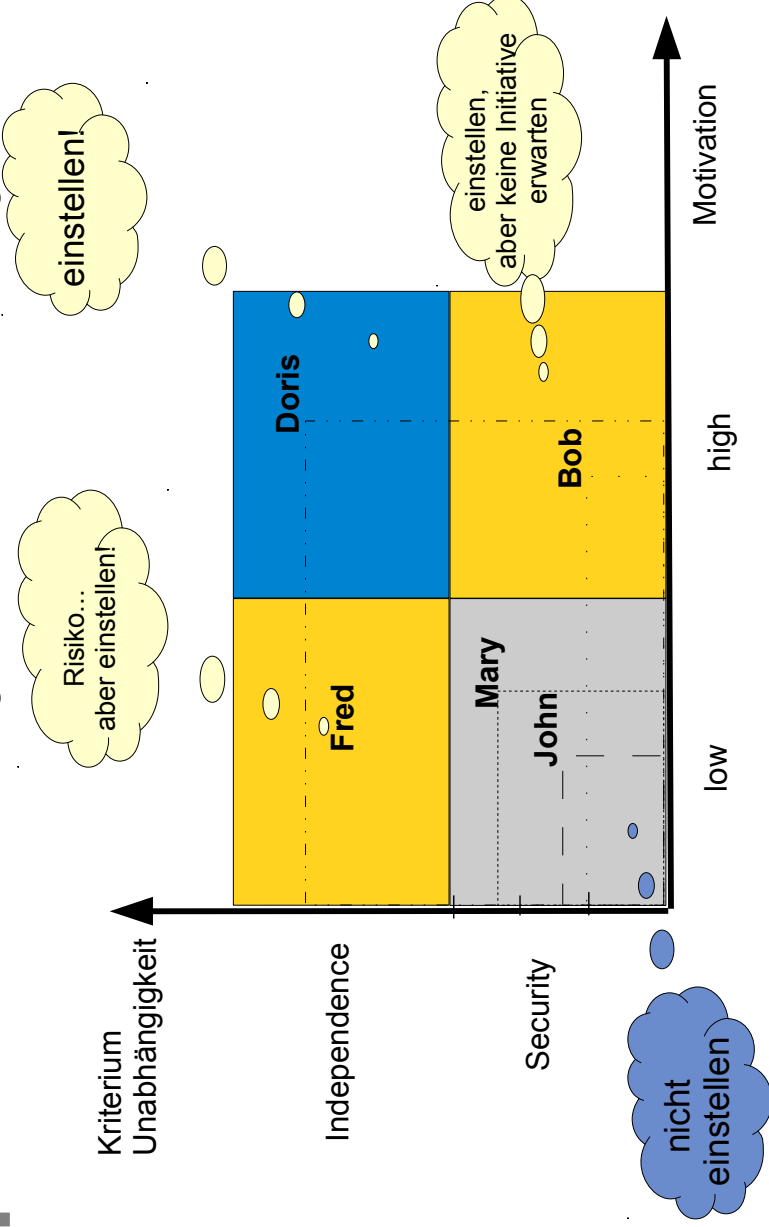 Kriterium
Unabhängigkeit
Risiko...
aber einstellen!
einstellen!
Independence
Fred
Doris
Security
Mary
John
Bob
einstellen,
aber keine Initiative
erwarten
nicht
einstellen
low
high
Motivation